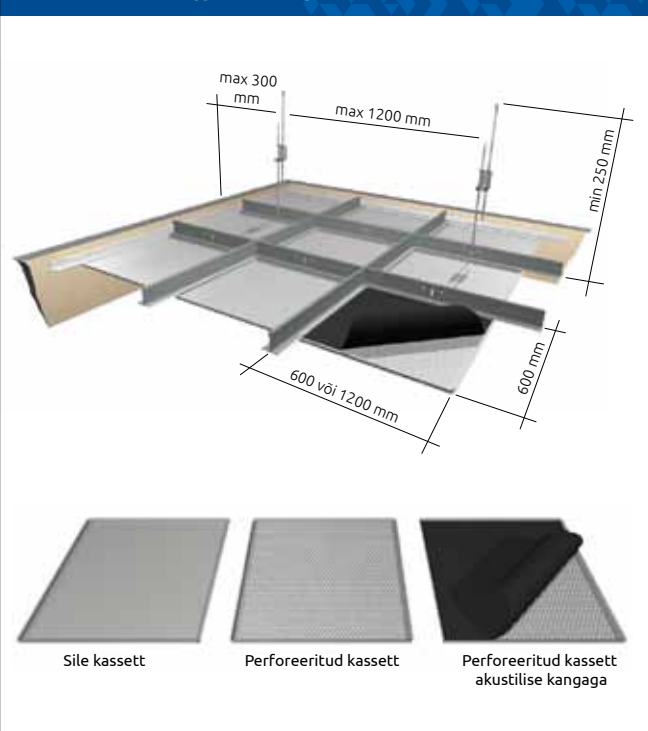 max 300
mm
max 1200 mm
min 250 mm
600 mm
600 või 1200 mm
Sile kassett
Perforeeritud kassett
Perforeeritud kassett
akustilise kangaga